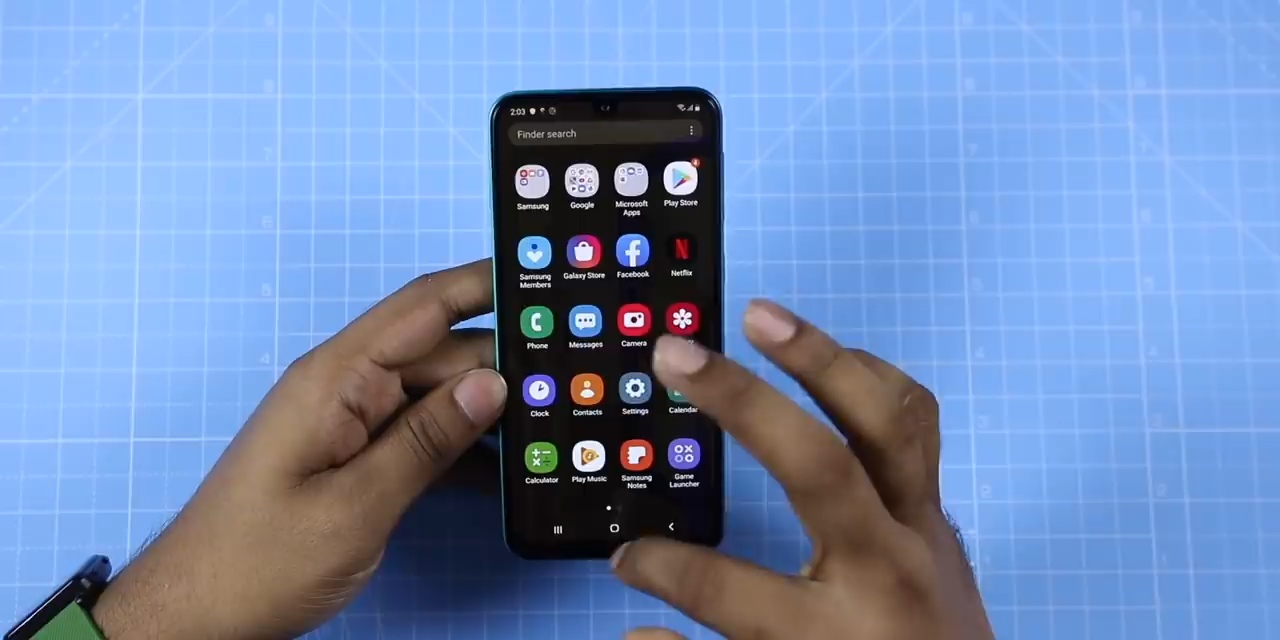 2:03
Finder search
Samsung
Google
Microsoft
Apps
Play Store
Samsung
Members
Galaxy Store
Facebook
Netflix
Phone
Messages
Camera
Clock
Contacts
Settings
Calendar
Calculator
Play Music
Samsung
Notes
Game
Launcher